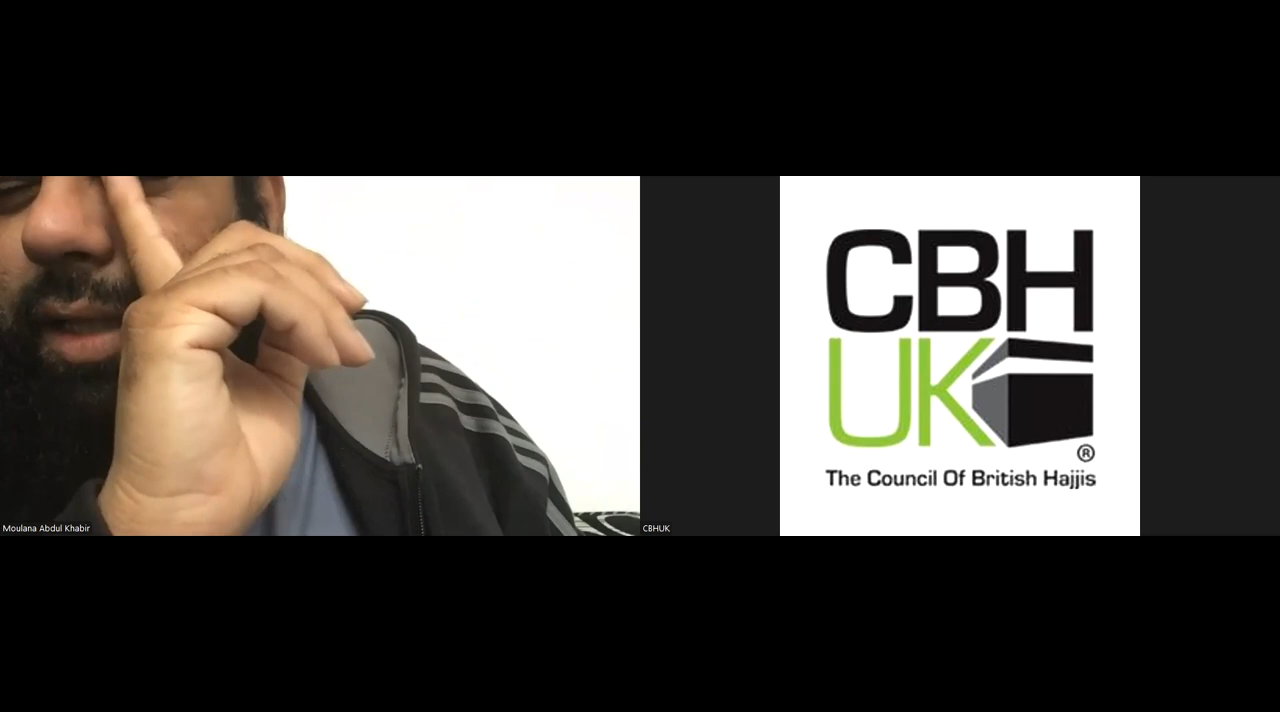 Moulana Abdul Khabir
CBH
UK
®
The Council Of British Hajjis
CBHUK